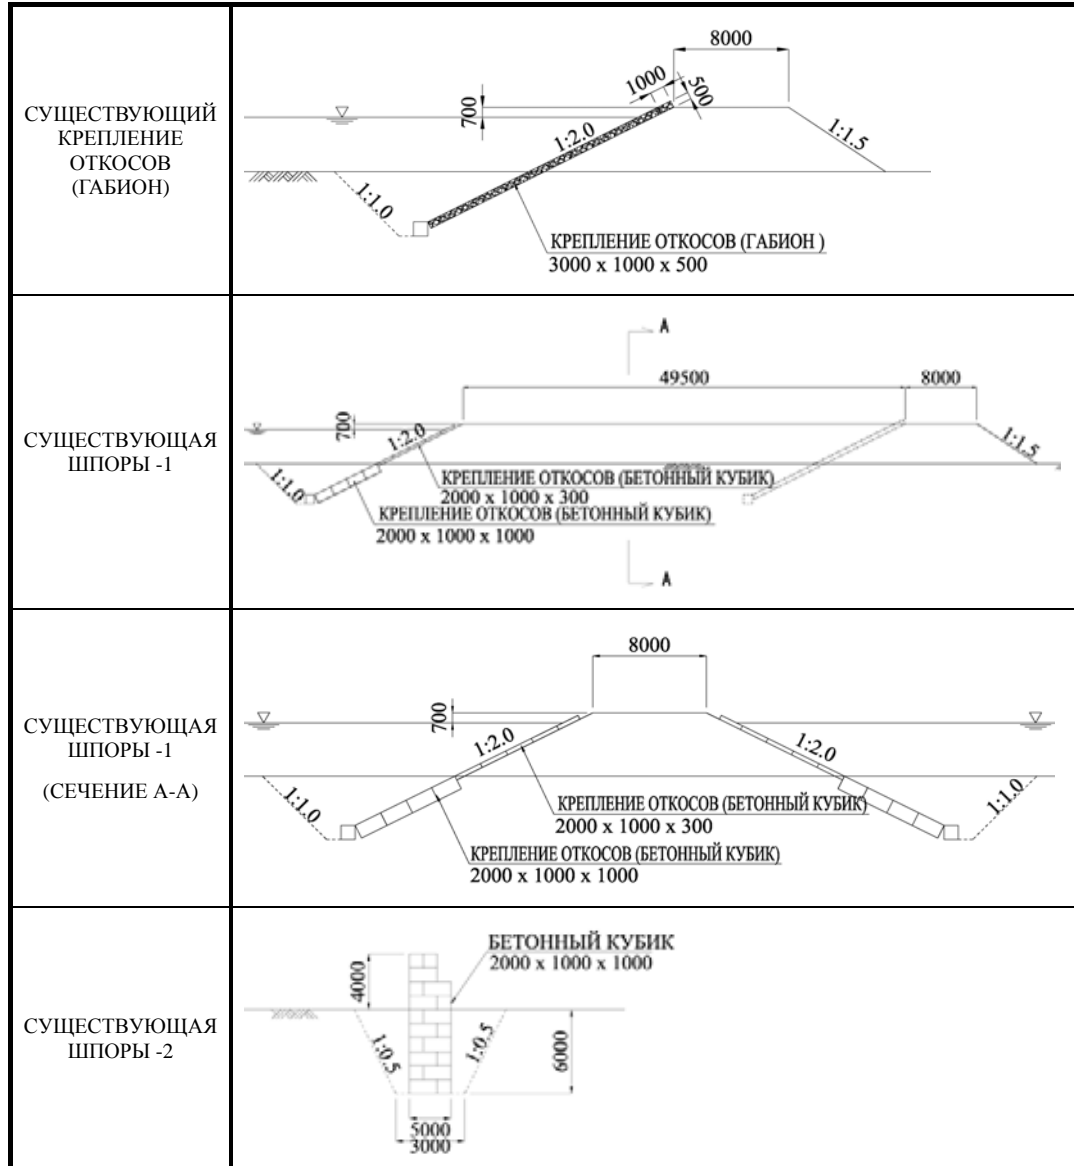 СУЩЕСТВУЮЩИЙ
КРЕПЛЕНИЕ
ОТКОСОВ
(ГАБИОН)
8000
1000
500
700
1:2.0
1:1.5
1:1.0
КРЕПЛЕНИЕ ОТКОСОВ (ГАБИОН )
3000 x 1000 x 500
СУЩЕСТВУЮЩАЯ
ШПОРЫ -1
A
49500
8000
700
1:2.0
1:1.5
1:1.0
КРЕПЛЕНИЕ ОТКОСОВ (БЕТОННЫЙ КУБИК)
2000 x 1000 x 300
КРЕПЛЕНИЕ ОТКОСОВ (БЕТОННЫЙ КУБИК)
2000 x 1000 x 1000
A
СУЩЕСТВУЮЩАЯ
ШПОРЫ -1
(СЕЧЕНИЕ А-А)
8000
700
1:2.0
1:2.0
1:1.0
1:1.0
КРЕПЛЕНИЕ ОТКОСОВ (БЕТОННЫЙ КУБИК)
2000 x 1000 x 300
КРЕПЛЕНИЕ ОТКОСОВ (БЕТОННЫЙ КУБИК)
2000 x 1000 x 1000
СУЩЕСТВУЮЩАЯ
ШПОРЫ -2
БЕТОННЫЙ КУБИК
2000 x 1000 x 1000
4000
1:0.5
1:0.5
6000
5000
3000